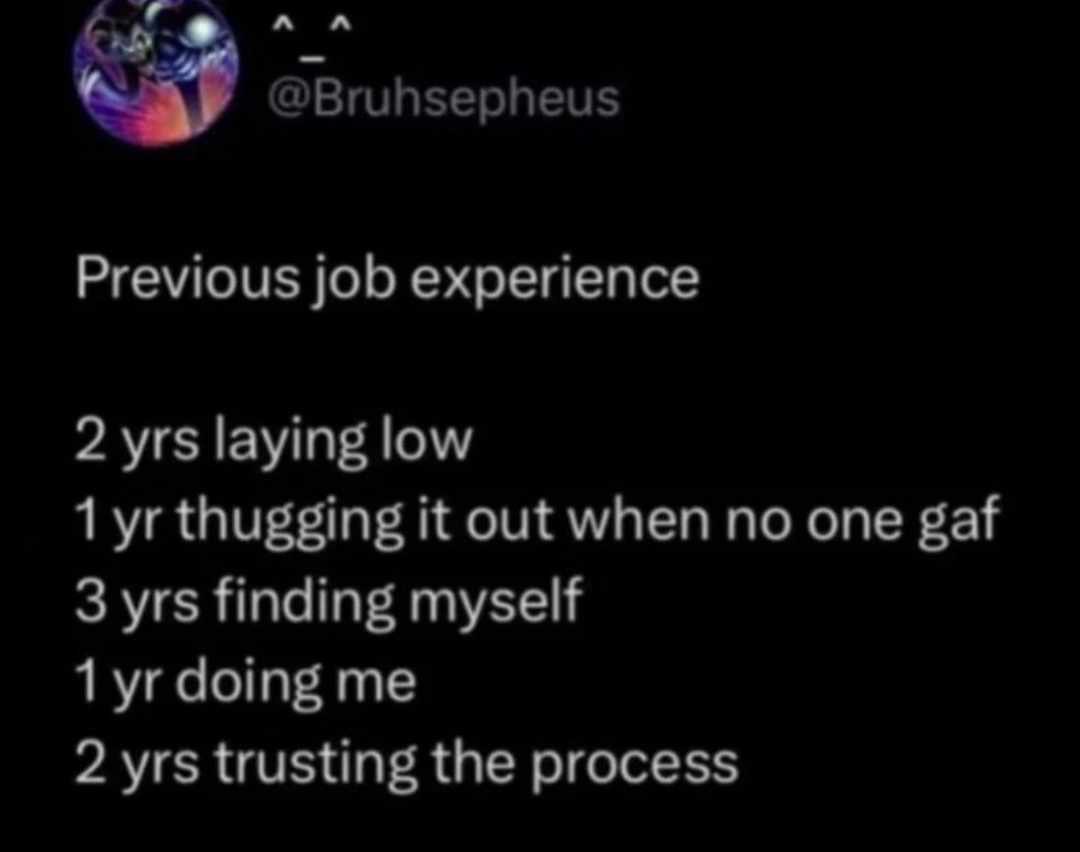 ^_^
@Bruhsepheus
Previous job experience
2 yrs laying low
1 yr thugging it out when no one gaf
3 yrs finding myself
1 yr doing me
2 yrs trusting the process